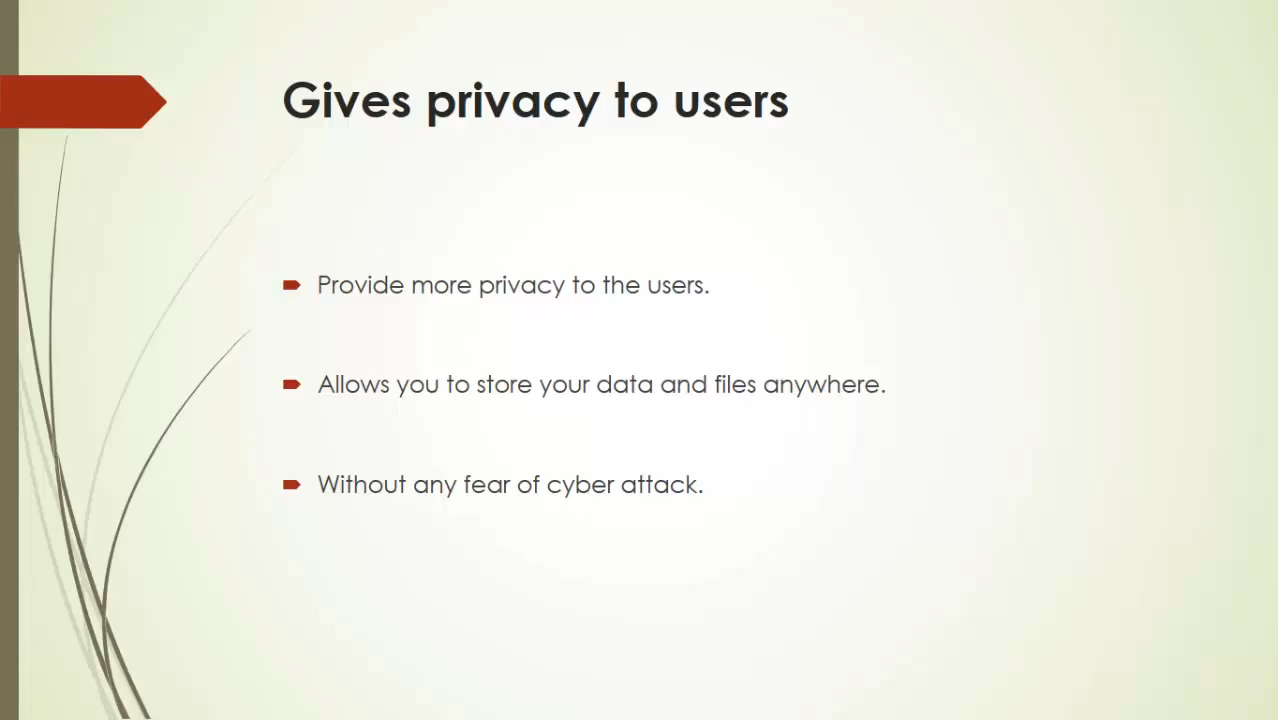 Gives privacy to users
Provide more privacy to the users.
Allows you to store your data and files anywhere.
Without any fear of cyber attack.